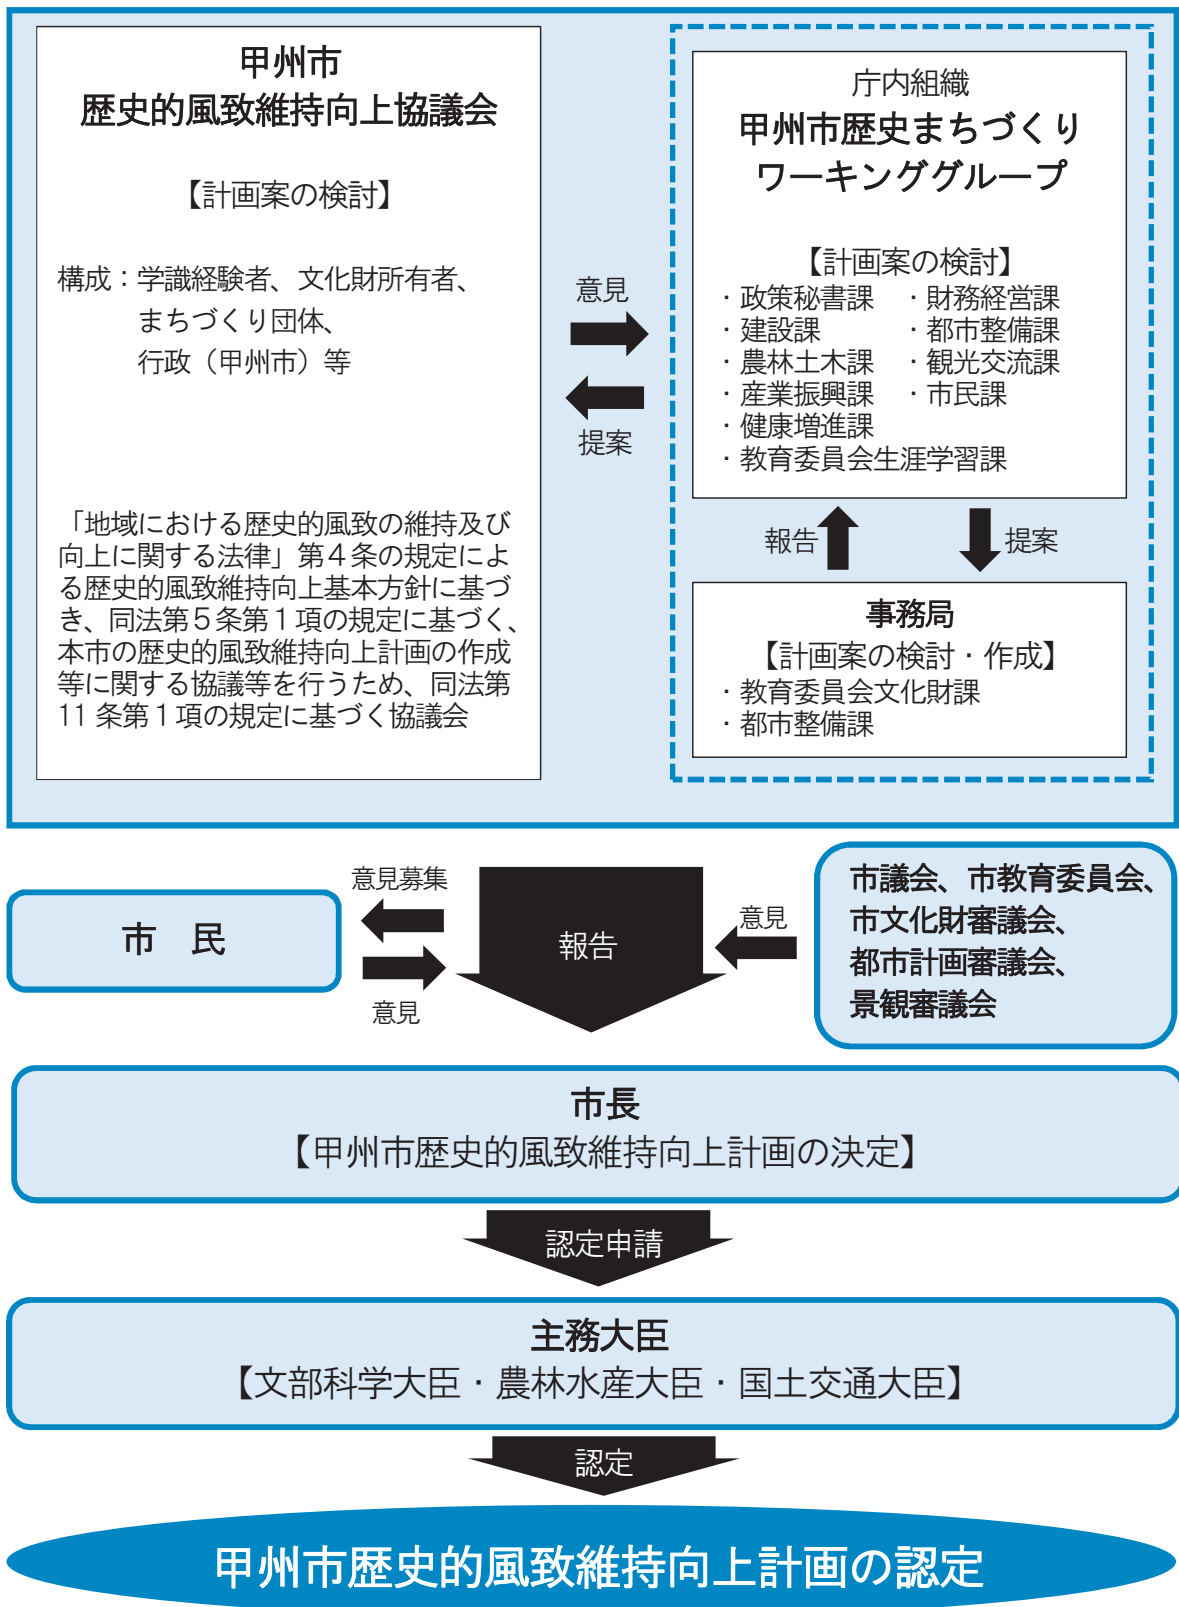 甲州市
歴史的風致維持向上協議会
【計画案の検討】
構成：学識経験者、文化財所有者、
まちづくり団体、
行政（甲州市）等
「地域における歴史的風致の維持及び
向上に関する法律」第４条の規定によ
る歴史的風致維持向上基本方針に基づ
き、同法第５条第１項の規定に基づく、
本市の歴史的風致維持向上計画の作成
等に関する協議等を行うため、同法第
11 条第１項の規定に基づく協議会
意見
提案
庁内組織
甲州市歴史まちづくり
ワーキンググループ
【計画案の検討】
・政策秘書課　・財務経営課
・建設課　・都市整備課
・農林土木課　・観光交流課
・産業振興課　・市民課
・健康増進課
・教育委員会生涯学習課
報告
提案
事務局
【計画案の検討・作成】
・教育委員会文化財課
・都市整備課
市　民
意見募集
意見
報告
意見
市議会、市教育委員会、
市文化財審議会、
都市計画審議会、
景観審議会
市長
【甲州市歴史的風致維持向上計画の決定】
認定申請
主務大臣
【文部科学大臣・農林水産大臣・国土交通大臣】
認定
甲州市歴史的風致維持向上計画の認定